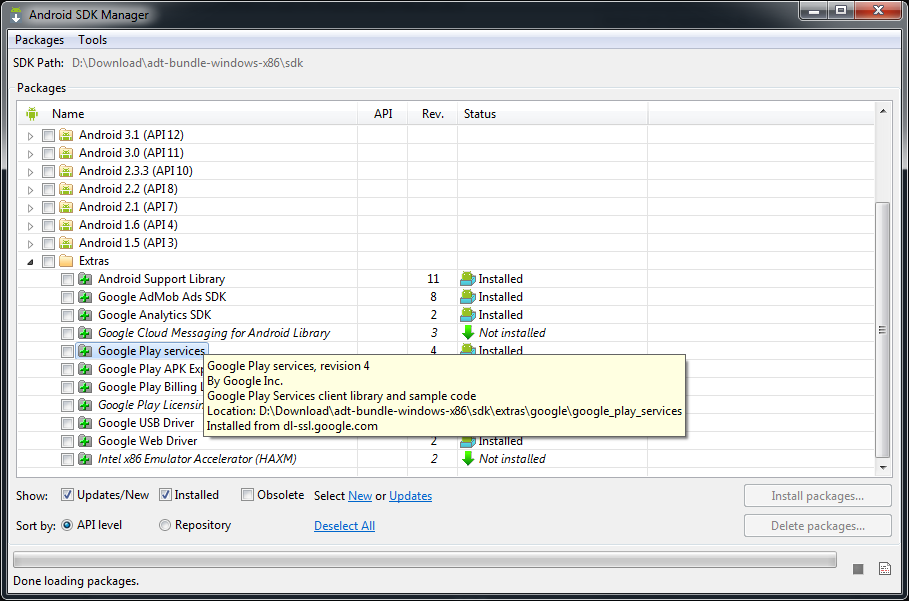 Android SDK Manager
Packages Tools
SDK Path: D:\Download\adt-bundle-windows-x86\sdk
Packages
Name API Rev. Status
Android 3.1 (API 12)
Android 3.0 (API 11)
Android 2.3.3 (API 10)
Android 2.2 (API 8)
Android 2.1 (API 7)
Android 1.6 (API 4)
Android 1.5 (API 3)
Extras
Android Support Library 11 Installed
Google AdMob Ads SDK 8 Installed
Google Analytics SDK 2 Installed
Google Cloud Messaging for Android Library 3 Not installed
Google Play services 4 Installed
Google Play services, revision 4
By Google Inc.
Google Play Services client library and sample code
Location: D:\Download\adt-bundle-windows-x86\sdk\extras\google\google_play_services
Installed from dl-ssl.google.com
Google Play APK Exp
Google Play Billing L
Google Play Licensin
Google USB Driver
Google Web Driver 2 Installed
Intel x86 Emulator Accelerator (HAXM) 2 Not installed
Show: Updates/New Installed Obsolete Select New or Updates Install packages...
Sort by: API level Repository Deselect All Delete packages...
Done loading packages.